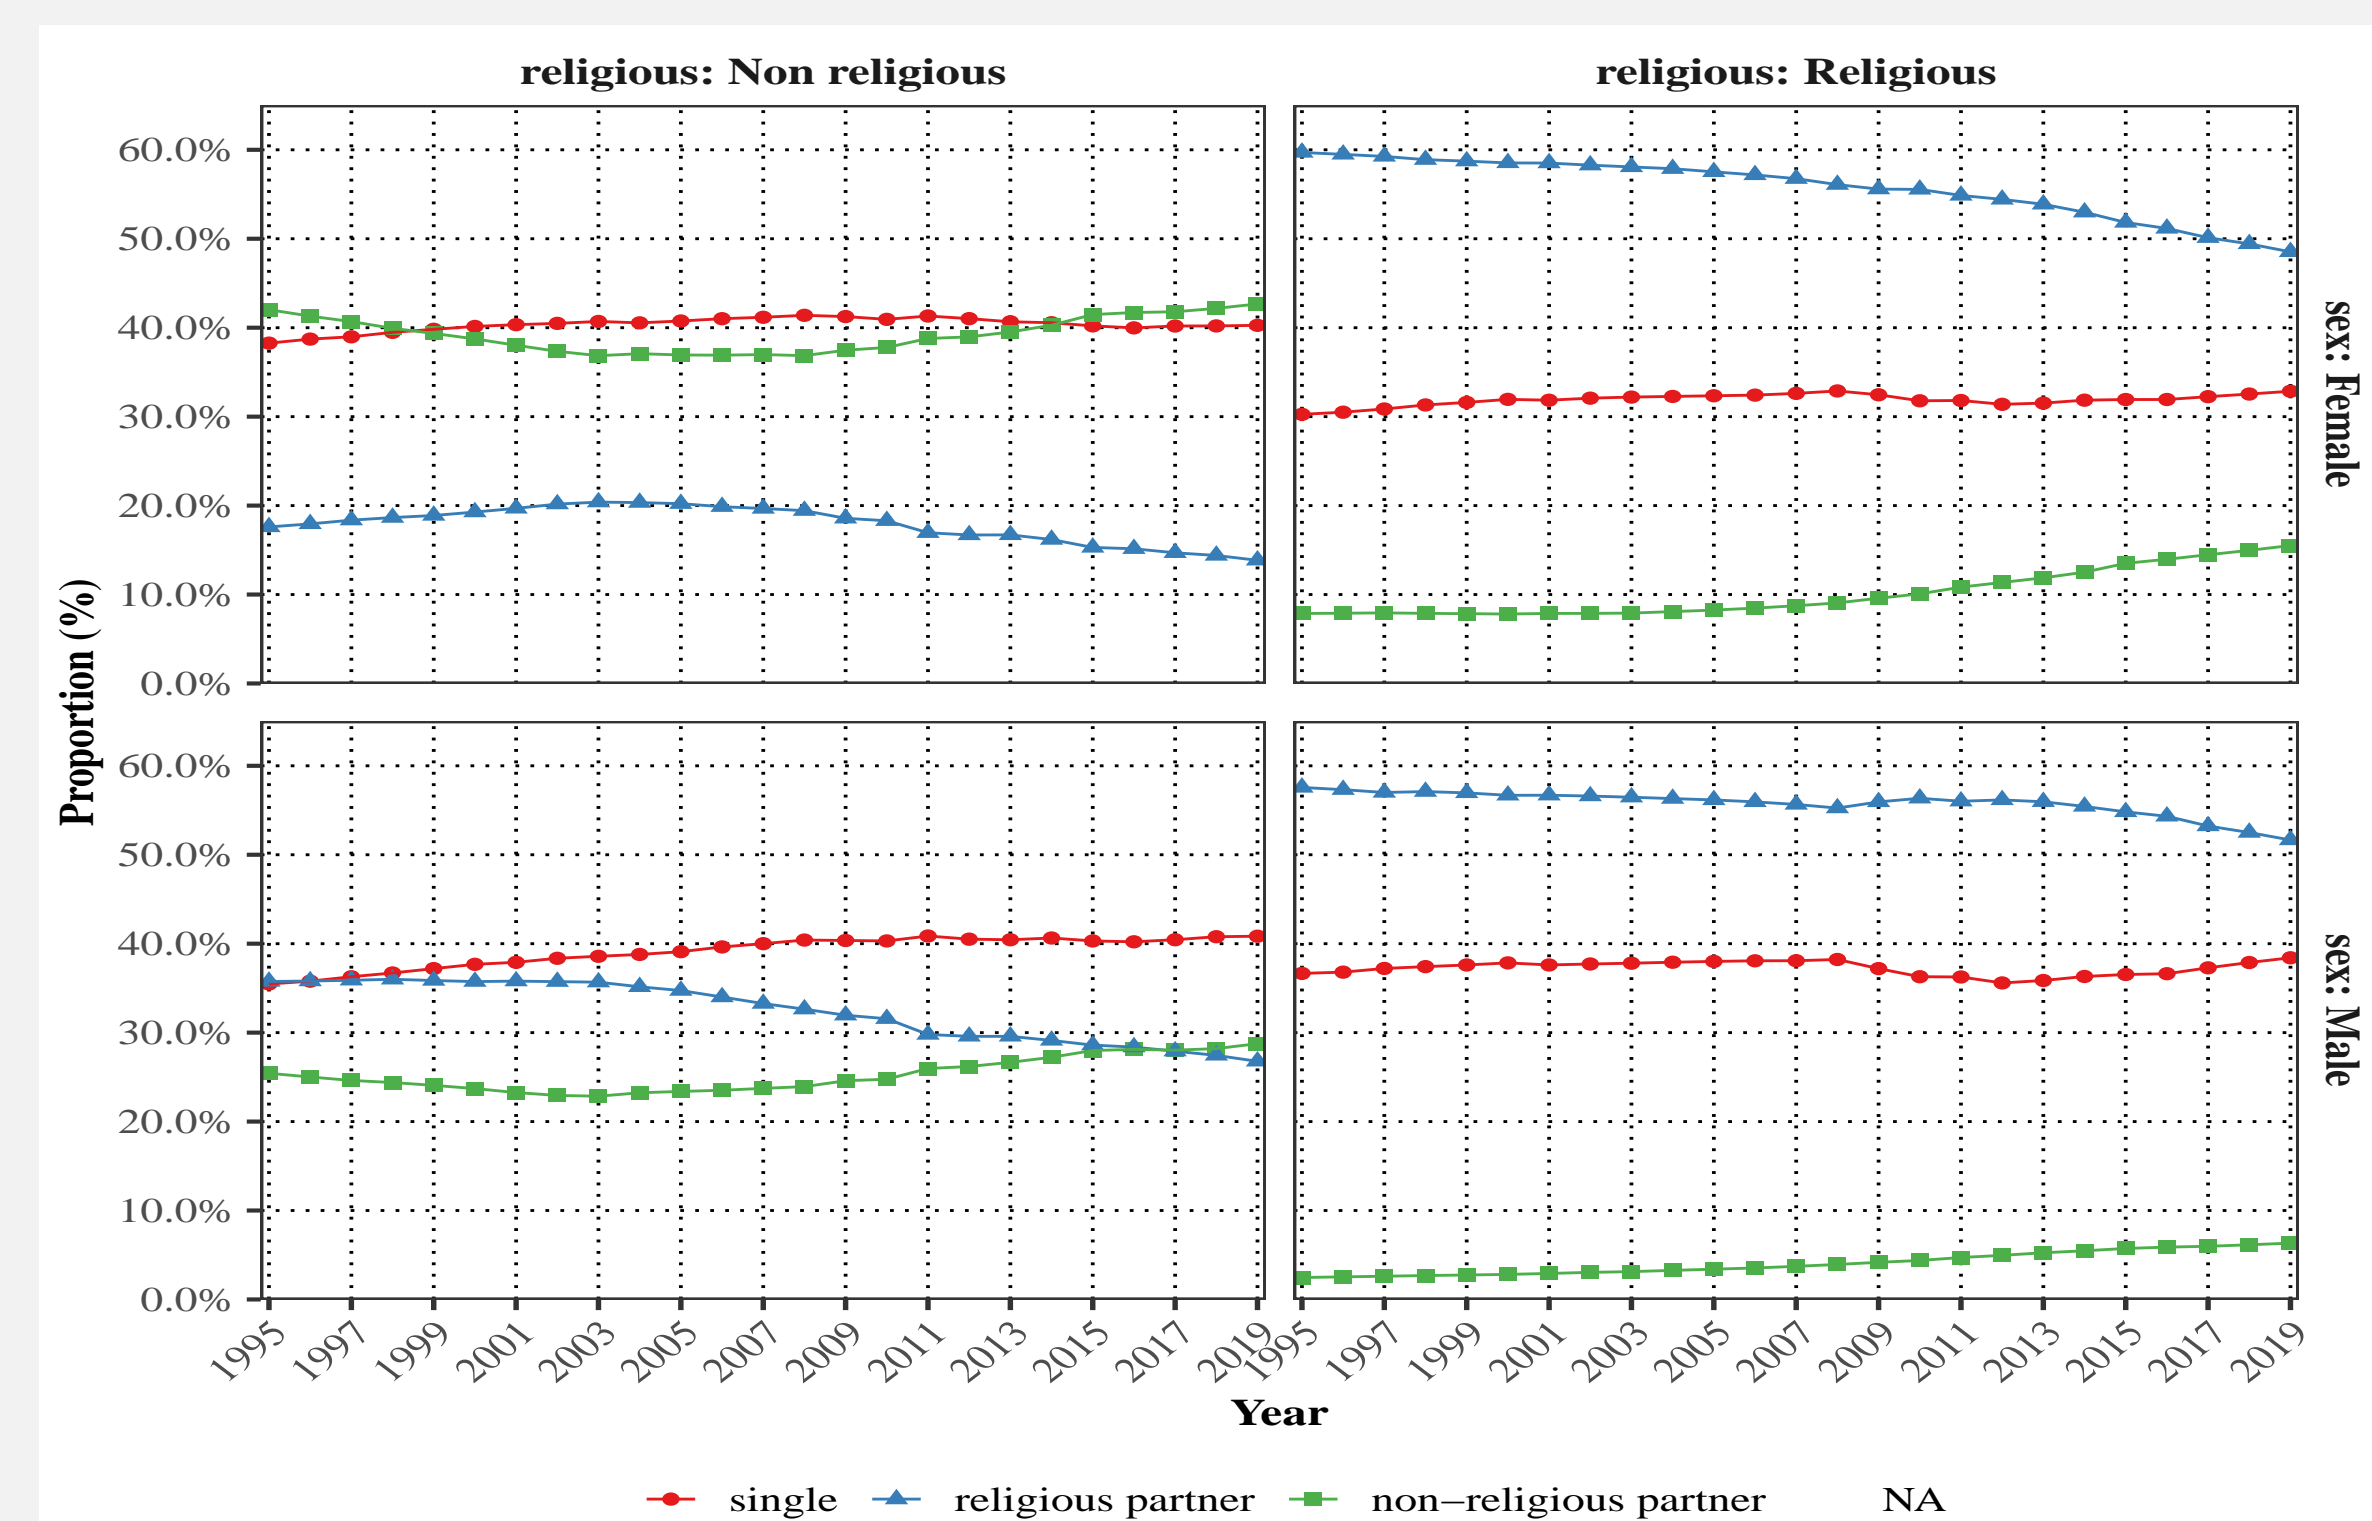 religious: Non religious
religious: Religious
60.0%
50.0%
40.0%
30.0%
20.0%
10.0%
0.0%
sex: Female
Proportion (%)
60.0%
50.0%
40.0%
30.0%
20.0%
10.0%
0.0%
sex: Male
1995 1997 1999 2001 2003 2005 2007 2009 2011 2013 2015 2017 2019
1995 1997 1999 2001 2003 2005 2007 2009 2011 2013 2015 2017 2019
Year
single religious partner non−religious partner NA